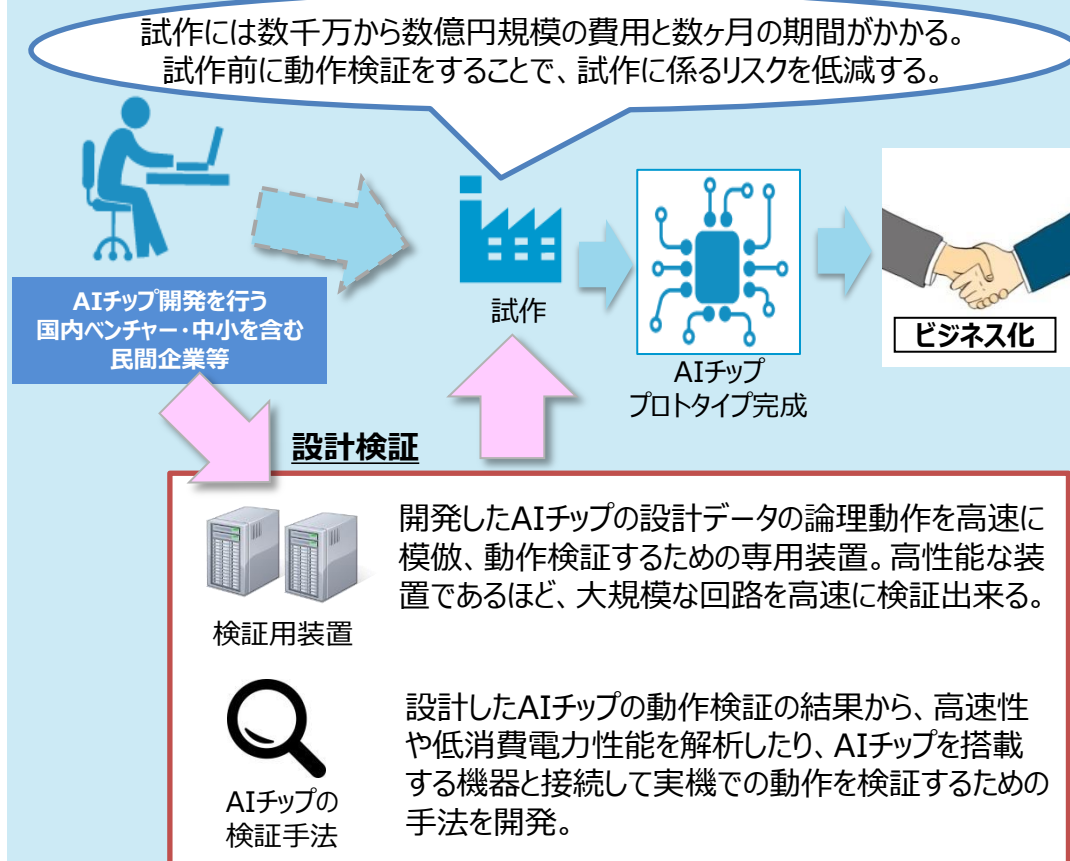 試作には数千万から数億円規模の費用と数ヶ月の期間がかかる。
試作前に動作検証をすることで、試作に係るリスクを低減する。
AIチップ開発を行う
国内ベンチャー・中小を含む
民間企業等
試作
AIチップ
プロトタイプ完成
ビジネス化
設計検証
検証用装置
開発したAIチップの設計データの論理動作を高速に
模倣、動作検証するための専用装置。高性能な装
置であるほど、大規模な回路を高速に検証出来る。
AIチップの
検証手法
設計したAIチップの動作検証の結果から、高速性
や低消費電力性能を解析したり、AIチップを搭載
する機器と接続して実機での動作を検証するための
手法を開発。